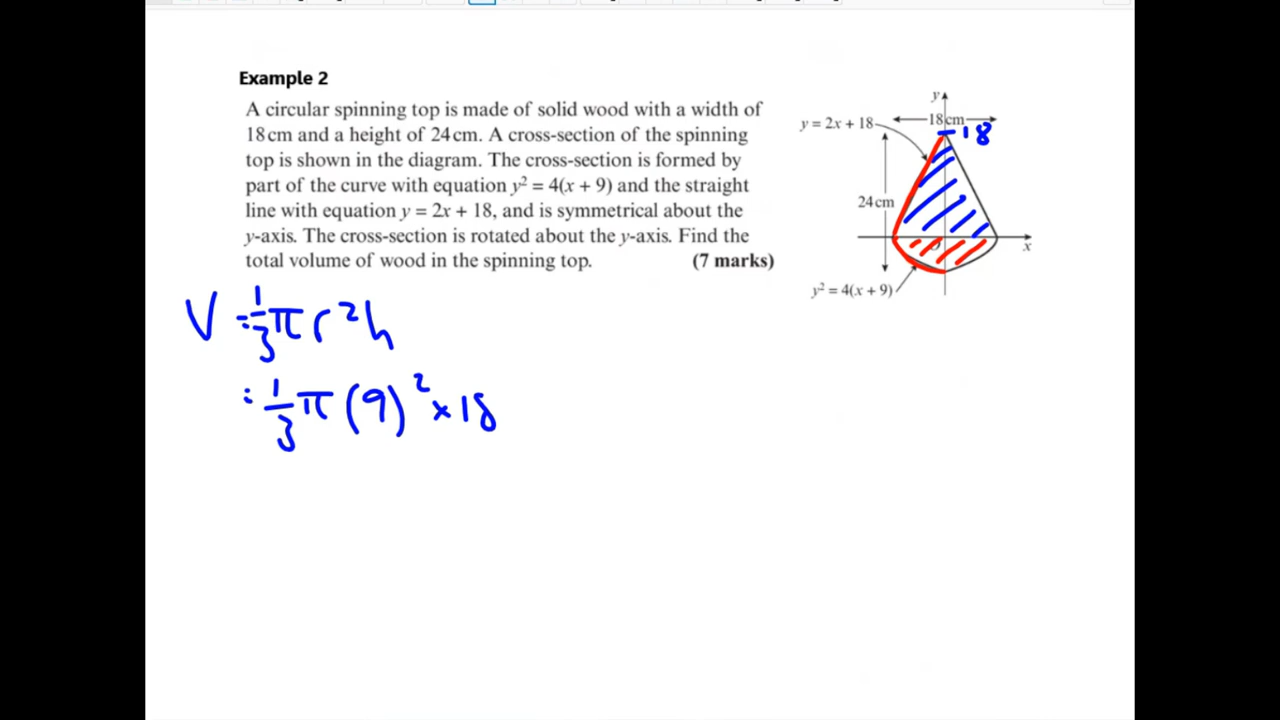 Example 2
A circular spinning top is made of solid wood with a width of
18 cm and a height of 24 cm. A cross-section of the spinning
top is shown in the diagram. The cross-section is formed by
part of the curve with equation y² = 4(x + 9) and the straight
line with equation y = 2x + 18, and is symmetrical about the
y-axis. The cross-section is rotated about the y-axis. Find the
total volume of wood in the spinning top. (7 marks)
y
y = 2x + 18
18 cm
18
24 cm
O
x
y² = 4(x + 9)
V = 1/3 π r² h
= 1/3 π (9)² × 18